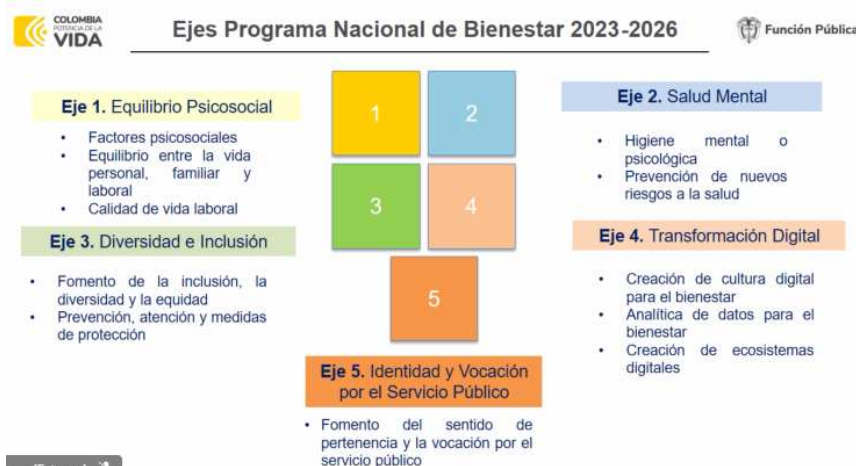 COLOMBIA
POTENCIA DE LA
VIDA
Ejes Programa Nacional de Bienestar 2023-2026
Función Pública
Eje 1. Equilibrio Psicosocial
• Factores psicosociales
• Equilibrio entre la vida
personal, familiar y
laboral
• Calidad de vida laboral
1
2
3
4
5
Eje 2. Salud Mental
• Higiene mental o
psicológica
• Prevención de nuevos
riesgos a la salud
Eje 3. Diversidad e Inclusión
• Fomento de la inclusión, la
diversidad y la equidad
• Prevención, atención y medidas
de protección
Eje 4. Transformación Digital
• Creación de cultura digital
para el bienestar
• Analítica de datos para el
bienestar
• Creación de ecosistemas
digitales
Eje 5. Identidad y Vocación
por el Servicio Público
• Fomento del sentido de
pertenencia y la vocación por el
servicio público